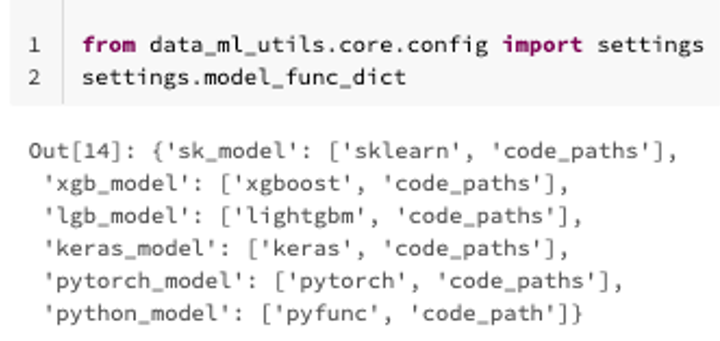 1 from data_ml_utils.core.config import settings
2 settings.model_func_dict
Out[14]: {'sk_model': ['sklearn', 'code_paths'],
'xgb_model': ['xgboost', 'code_paths'],
'lgb_model': ['lightgbm', 'code_paths'],
'keras_model': ['keras', 'code_paths'],
'pytorch_model': ['pytorch', 'code_paths'],
'python_model': ['pyfunc', 'code_path']}